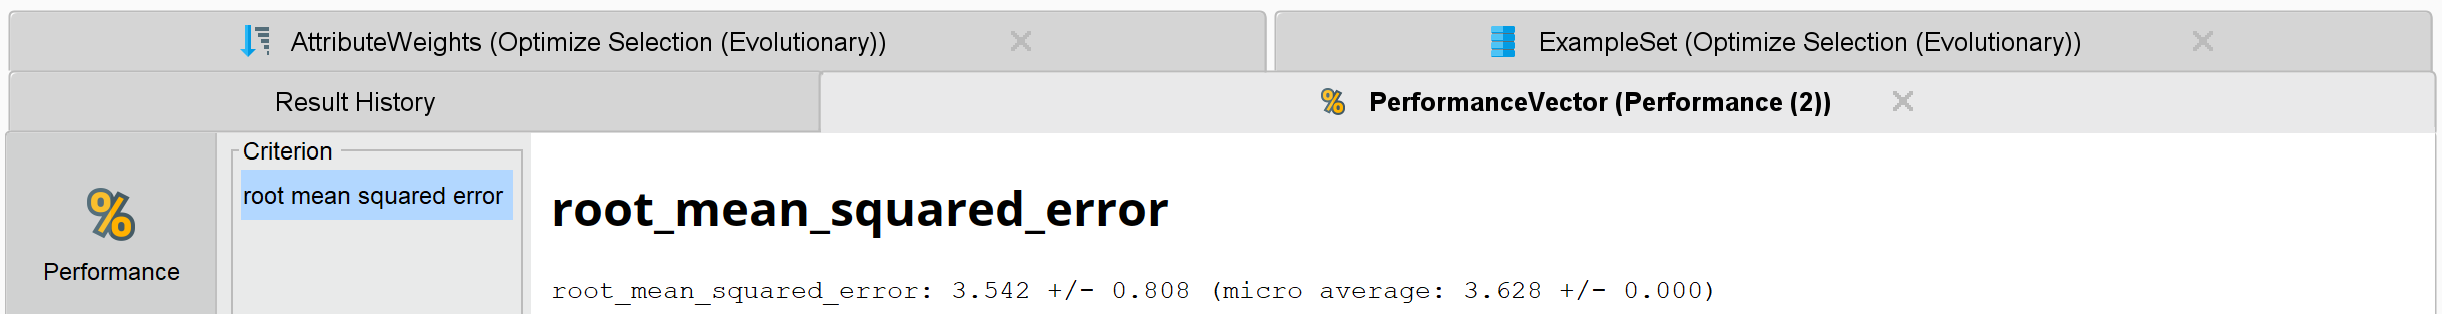 AttributeWeights (Optimize Selection (Evolutionary))
ExampleSet (Optimize Selection (Evolutionary))
Result History
PerformanceVector (Performance (2))
Performance
Criterion
root mean squared error
root_mean_squared_error
root_mean_squared_error: 3.542 +/- 0.808 (micro average: 3.628 +/- 0.000)